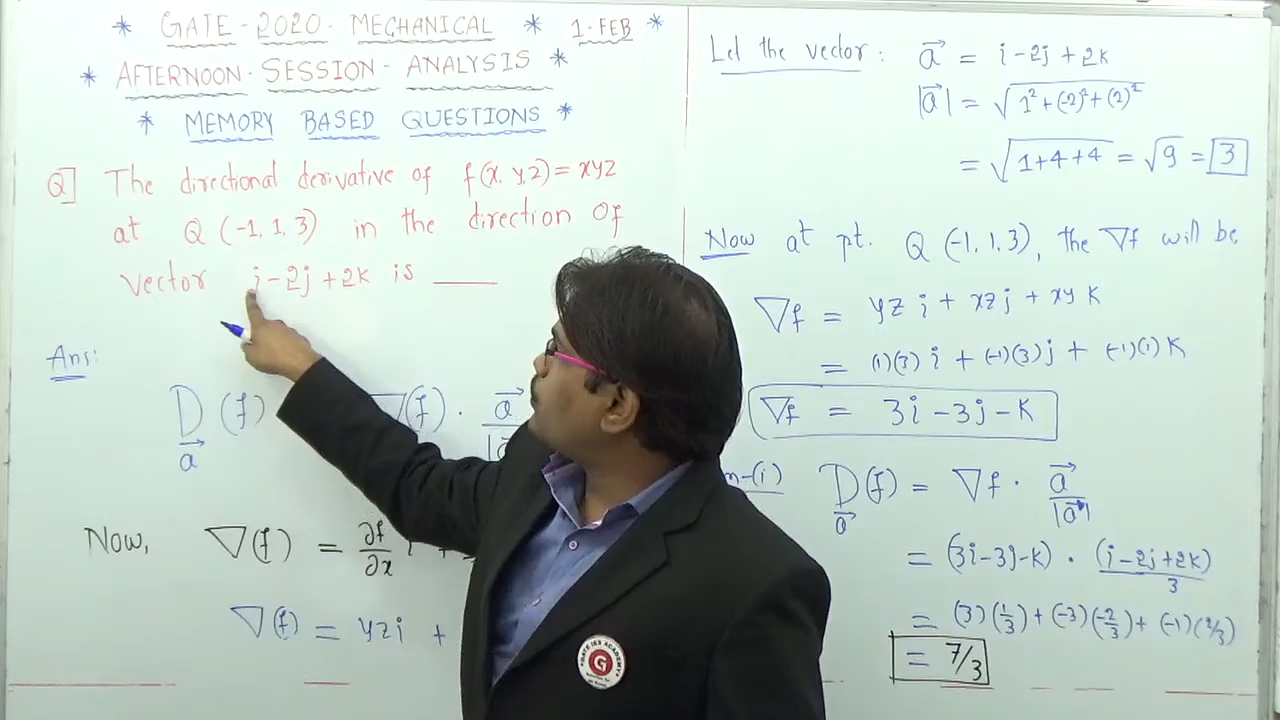 * GATE - 2020 - MECHANICAL * 1-FEB *
* AFTERNOON - SESSION - ANALYSIS *
* MEMORY BASED QUESTIONS *
Q] The directional derivative of f(x, y, z) = xyz
at Q (-1, 1, 3) in the direction Of
vector i - 2j + 2k is ____
Ans:
D (f) ∇(f) · a⃗
a⃗ |a
Now, ∇(f) = ∂f/∂x i +
∇(f) = yzi +
Let the vector : a⃗ = i - 2j + 2k
|a⃗| = √1² + (-2)² + (2)²
= √1 + 4 + 4 = √9 = 3
Now at pt. Q (-1, 1, 3), the ∇f will be,
∇f = yz i + xz j + xy k
= (1)(3) i + (-1)(3) j + (-1)(1) k
∇f = 3i - 3j - k
n-(i) D (f) = ∇f · a⃗/|a⃗|
a⃗
= (3i - 3j - k) · (i - 2j + 2k)/3
= (3)(1/3) + (-3)(-2/3) + (-1)(2/3)
= 7/3
GATE IES ACADEMY
G